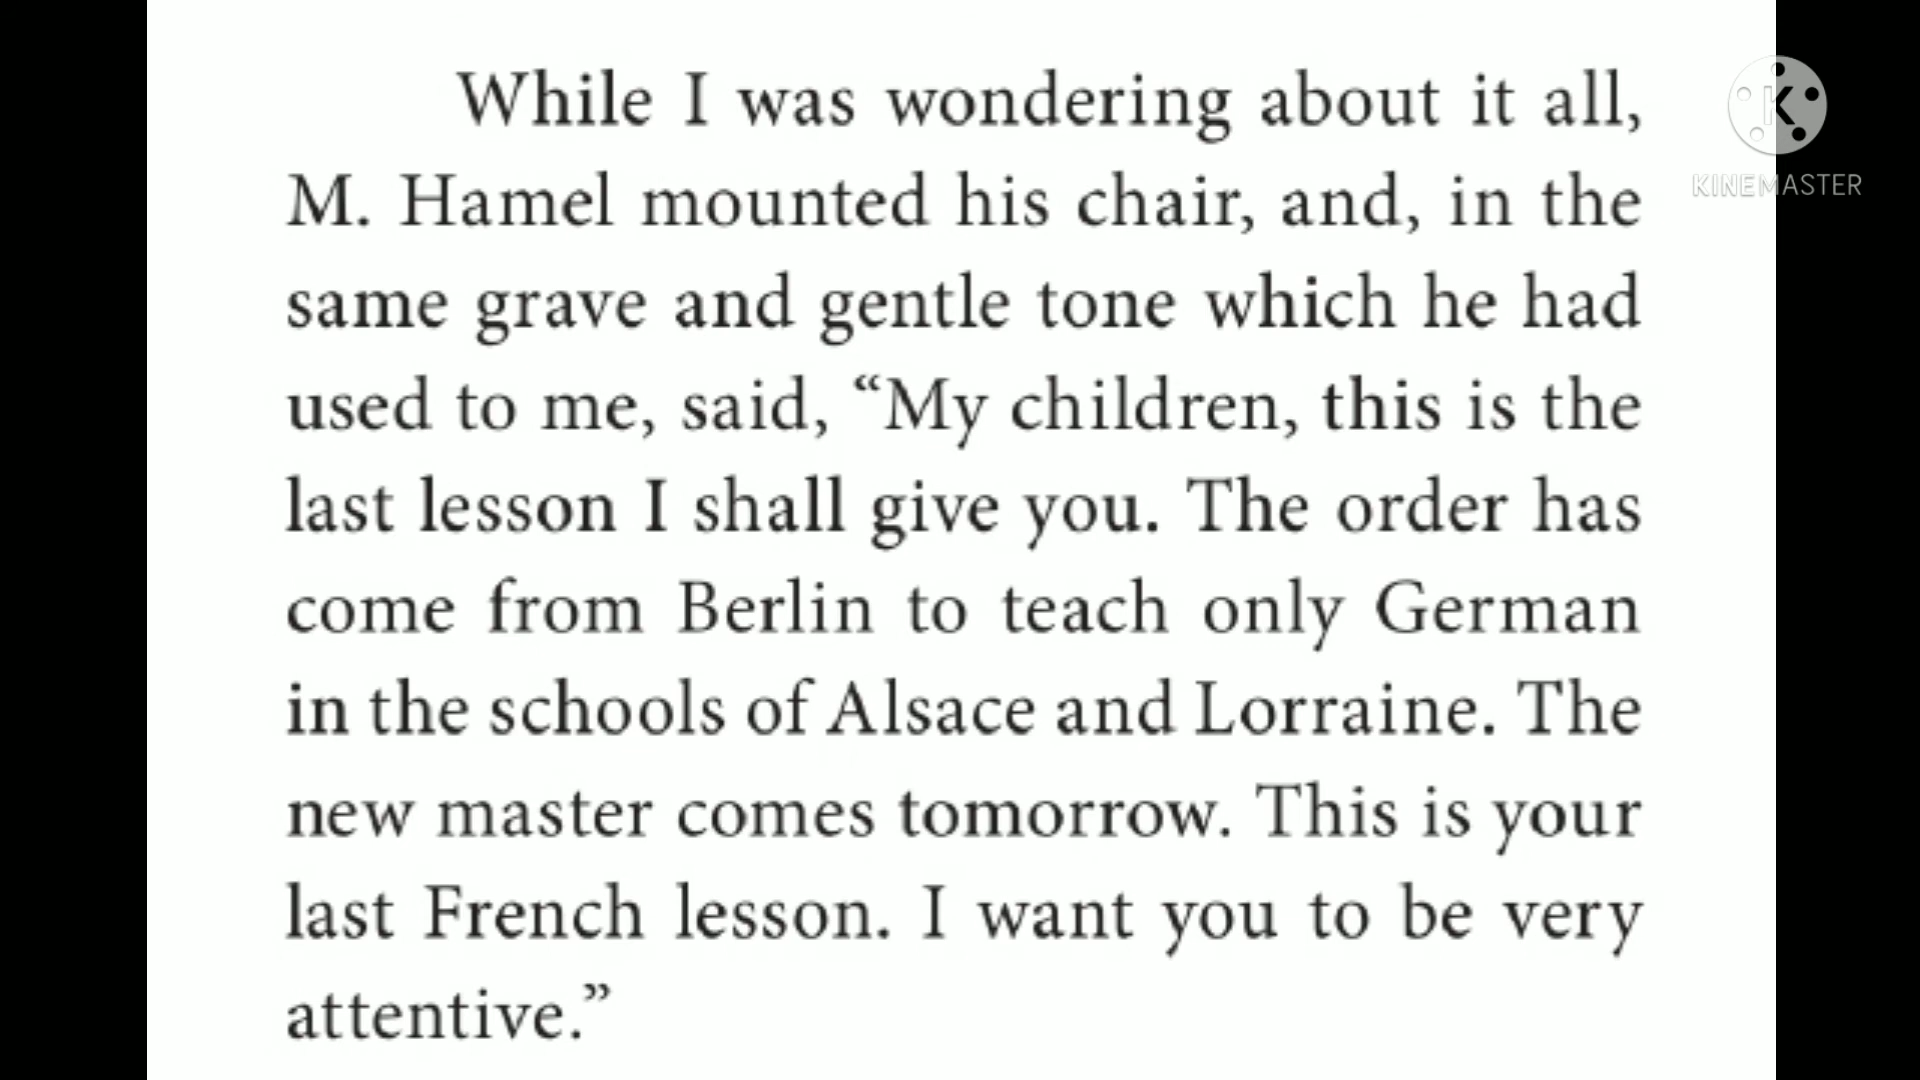 While I was wondering about it all,
M. Hamel mounted his chair, and, in the
same grave and gentle tone which he had
used to me, said, “My children, this is the
last lesson I shall give you. The order has
come from Berlin to teach only German
in the schools of Alsace and Lorraine. The
new master comes tomorrow. This is your
last French lesson. I want you to be very
attentive.”
K
KINEMASTER